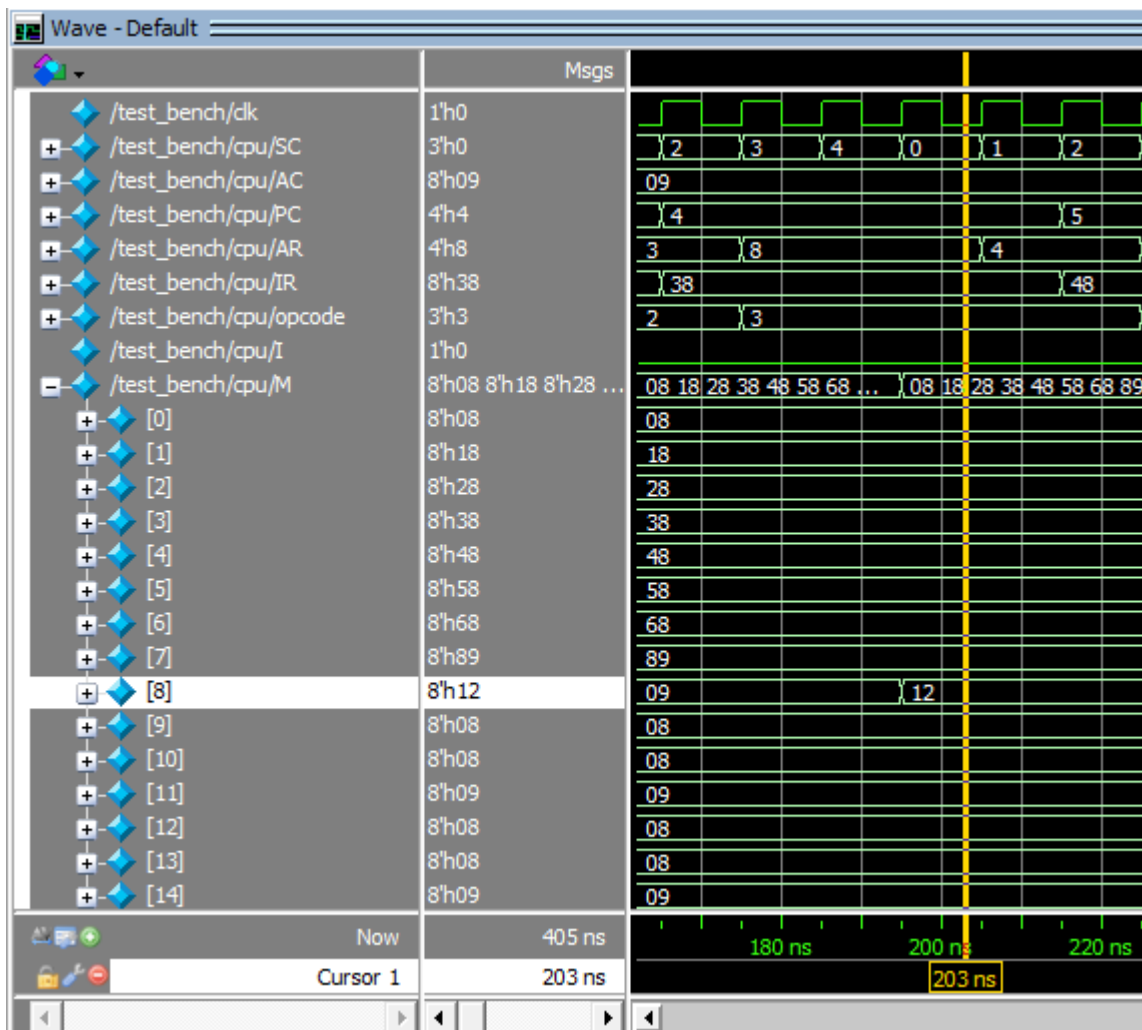 Wave - Default
Msgs
/test_bench/clk 1'h0
/test_bench/cpu/SC 3'h0 2 3 4 0 1 2
/test_bench/cpu/AC 8'h09 09
/test_bench/cpu/PC 4'h4 4 5
/test_bench/cpu/AR 4'h8 3 8 4
/test_bench/cpu/IR 8'h38 38 48
/test_bench/cpu/opcode 3'h3 2 3
/test_bench/cpu/I 1'h0
/test_bench/cpu/M 8'h08 8'h18 8'h28 ... 08 18 28 38 48 58 68 ... 08 18 28 38 48 58 68 89
[0] 8'h08 08
[1] 8'h18 18
[2] 8'h28 28
[3] 8'h38 38
[4] 8'h48 48
[5] 8'h58 58
[6] 8'h68 68
[7] 8'h89 89
[8] 8'h12 09 12
[9] 8'h08 08
[10] 8'h08 08
[11] 8'h09 09
[12] 8'h08 08
[13] 8'h08 08
[14] 8'h09 09
Now 405 ns 180 ns 200 ns 220 ns
Cursor 1 203 ns 203 ns